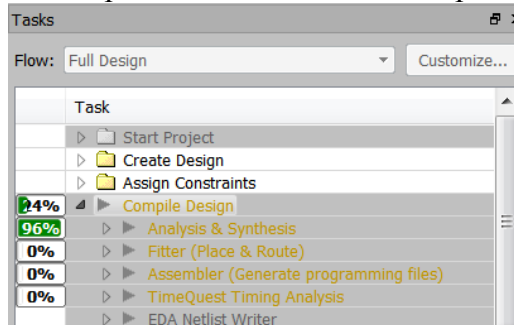 Tasks
Flow: Full Design Customize...
Task
Start Project
Create Design
Assign Constraints
24% Compile Design
96% Analysis & Synthesis
0% Fitter (Place & Route)
0% Assembler (Generate programming files)
0% TimeQuest Timing Analysis
EDA Netlist Writer